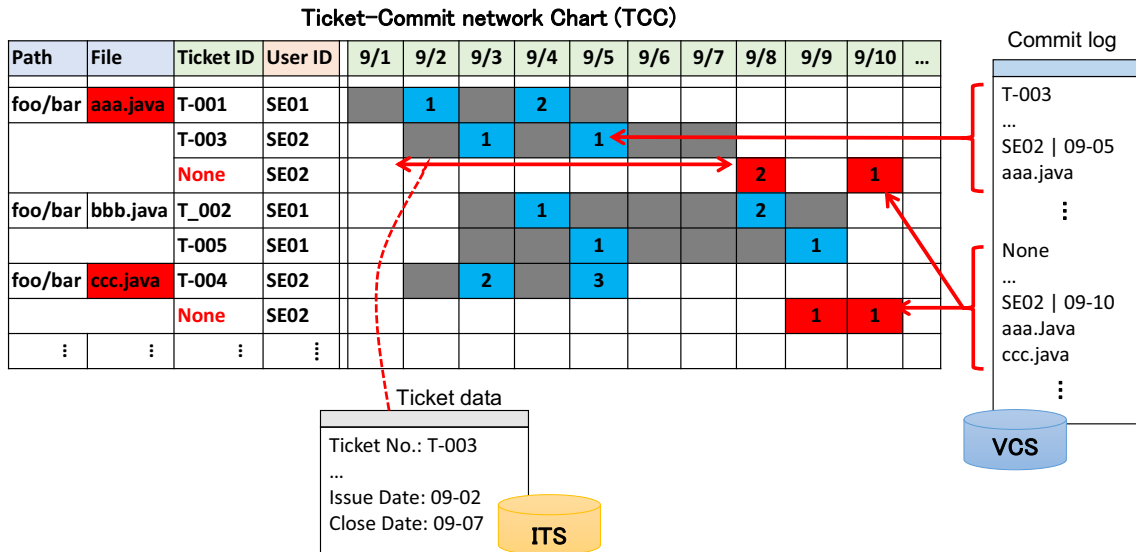 Ticket-Commit network Chart (TCC)
Path File Ticket ID User ID 9/1 9/2 9/3 9/4 9/5 9/6 9/7 9/8 9/9 9/10 ...
foo/bar aaa.java T-001 SE01 1 2
T-003 SE02 1 1
None SE02 2 1
foo/bar bbb.java T_002 SE01 1 2
T-005 SE01 1 1
foo/bar ccc.java T-004 SE02 2 3
None SE02 1 1
⋮ ⋮ ⋮ ⋮
Commit log
T-003
...
SE02 | 09-05
aaa.java
⋮
None
...
SE02 | 09-10
aaa.Java
ccc.java
⋮
VCS
Ticket data
Ticket No.: T-003
...
Issue Date: 09-02
Close Date: 09-07
ITS